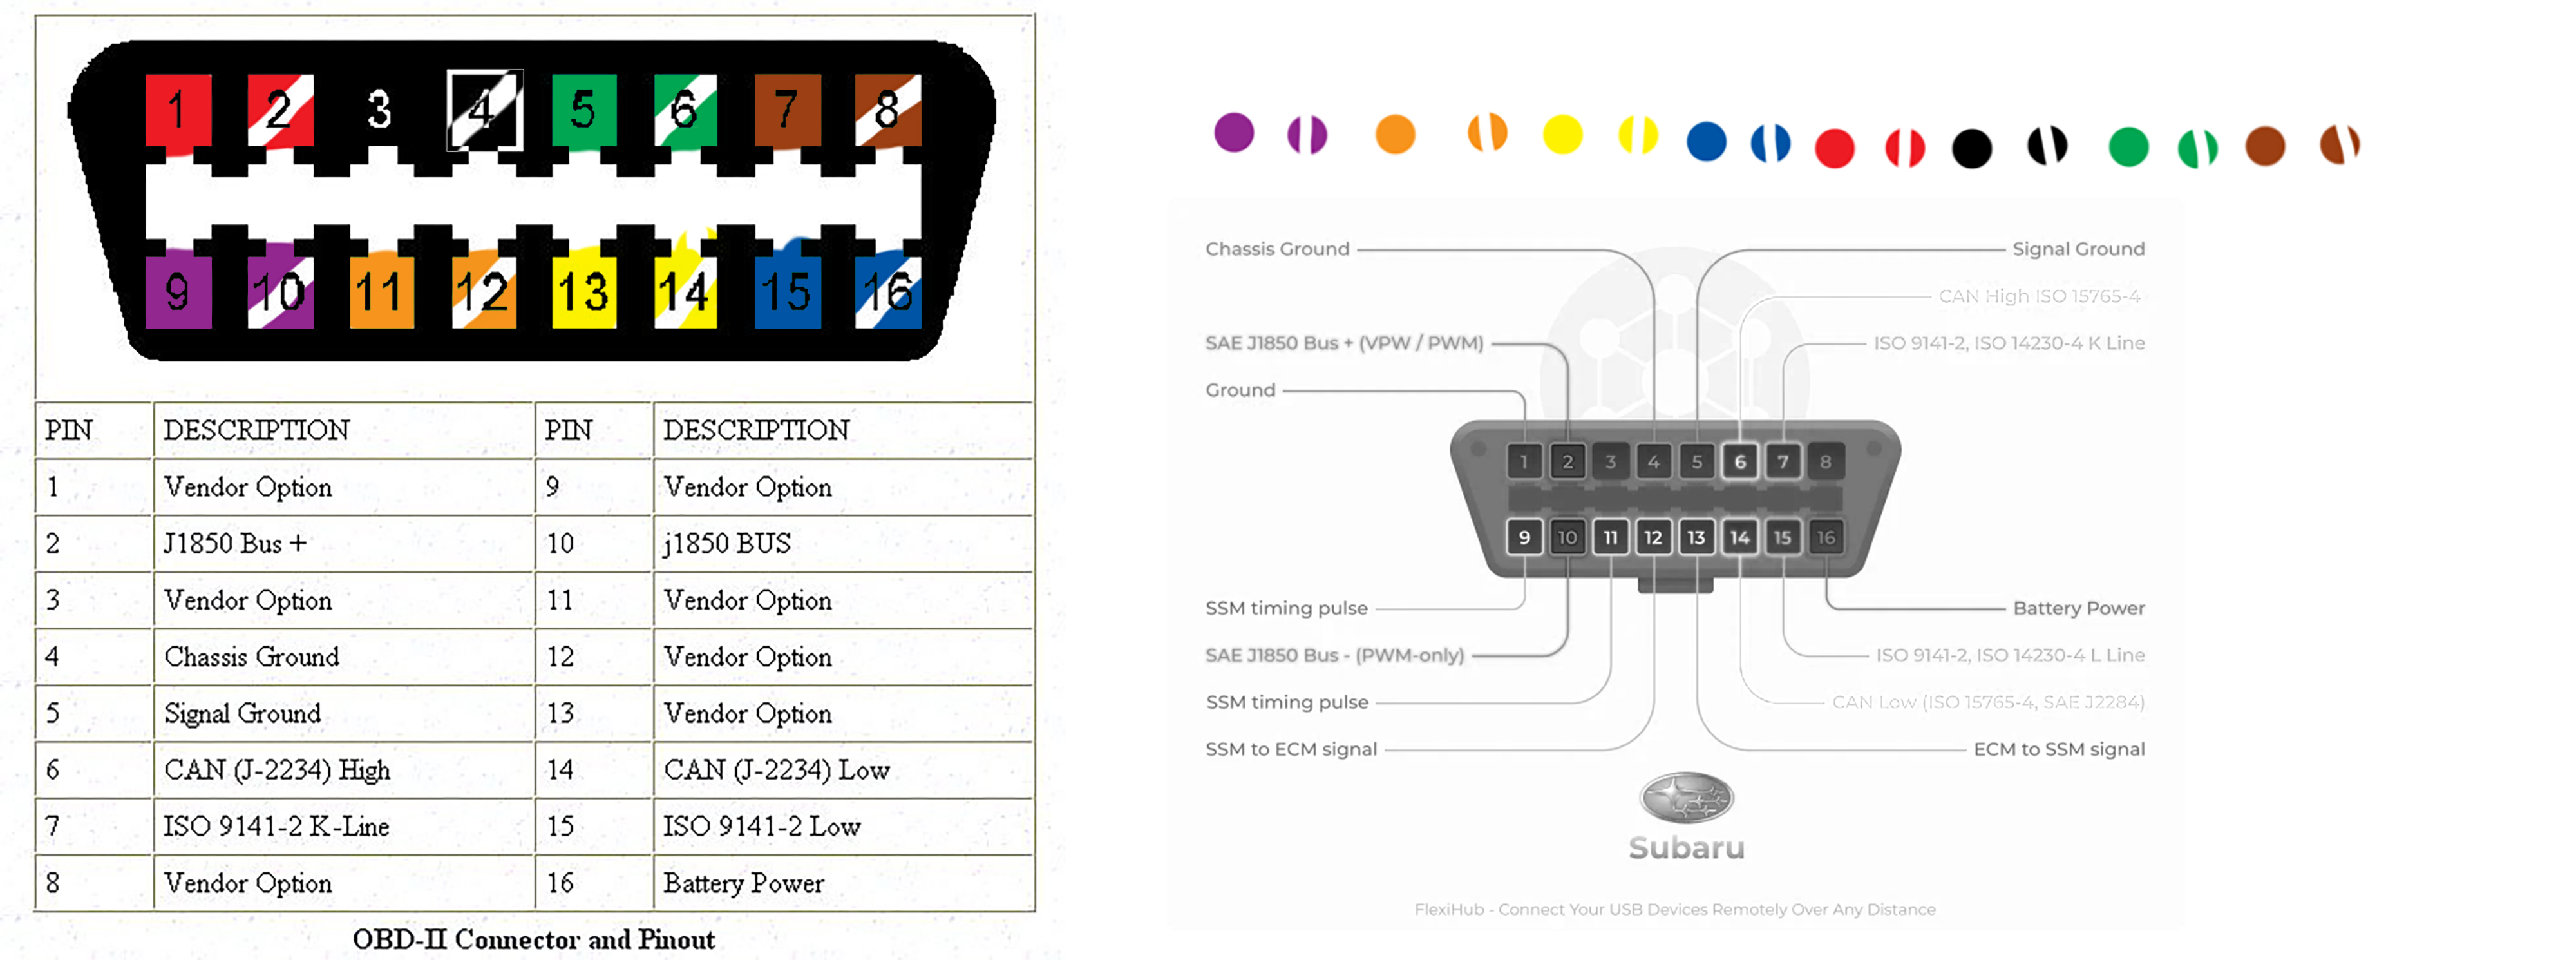 1 2 3 4 5 6 7 8
9 10 11 12 13 14 15 16
PIN DESCRIPTION PIN DESCRIPTION
1 Vendor Option 9 Vendor Option
2 J1850 Bus + 10 j1850 BUS
3 Vendor Option 11 Vendor Option
4 Chassis Ground 12 Vendor Option
5 Signal Ground 13 Vendor Option
6 CAN (J-2234) High 14 CAN (J-2234) Low
7 ISO 9141-2 K-Line 15 ISO 9141-2 Low
8 Vendor Option 16 Battery Power
OBD-II Connector and Pinout
Chassis Ground Signal Ground
CAN High ISO 15765-4
SAE J1850 Bus + (VPW / PWM) ISO 9141-2, ISO 14230-4 K Line
Ground
1 2 3 4 5 6 7 8
9 10 11 12 13 14 15 16
SSM timing pulse Battery Power
SAE J1850 Bus - (PWM-only) ISO 9141-2, ISO 14230-4 L Line
SSM timing pulse CAN Low (ISO 15765-4, SAE J2284)
SSM to ECM signal ECM to SSM signal
Subaru
FlexiHub - Connect Your USB Devices Remotely Over Any Distance